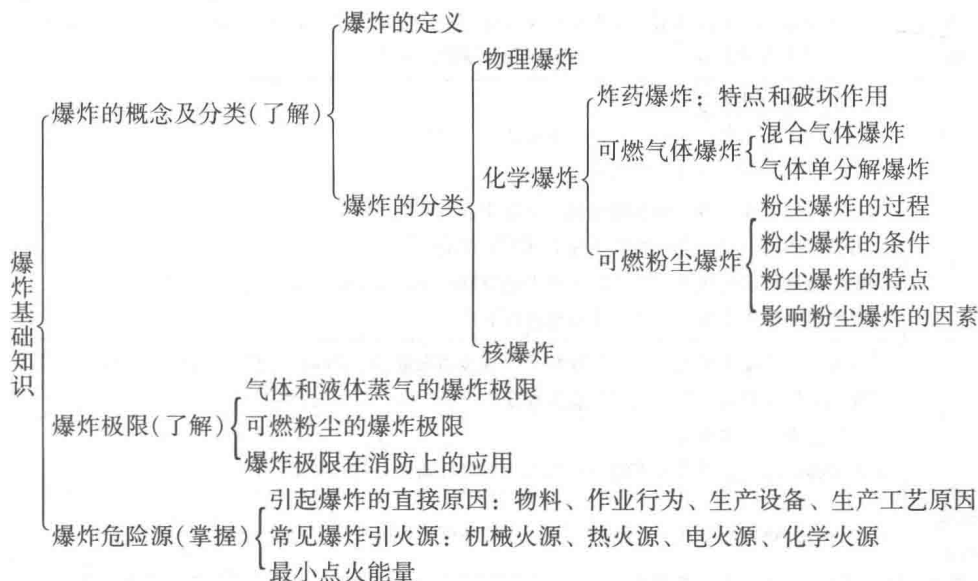 爆炸基础知识
爆炸的概念及分类(了解)
爆炸的定义
爆炸的分类
物理爆炸
化学爆炸
炸药爆炸：特点和破坏作用
可燃气体爆炸
混合气体爆炸
气体单分解爆炸
可燃粉尘爆炸
粉尘爆炸的过程
粉尘爆炸的条件
粉尘爆炸的特点
影响粉尘爆炸的因素
核爆炸
爆炸极限(了解)
气体和液体蒸气的爆炸极限
可燃粉尘的爆炸极限
爆炸极限在消防上的应用
爆炸危险源(掌握)
引起爆炸的直接原因：物料、作业行为、生产设备、生产工艺原因
常见爆炸引火源：机械火源、热火源、电火源、化学火源
最小点火能量